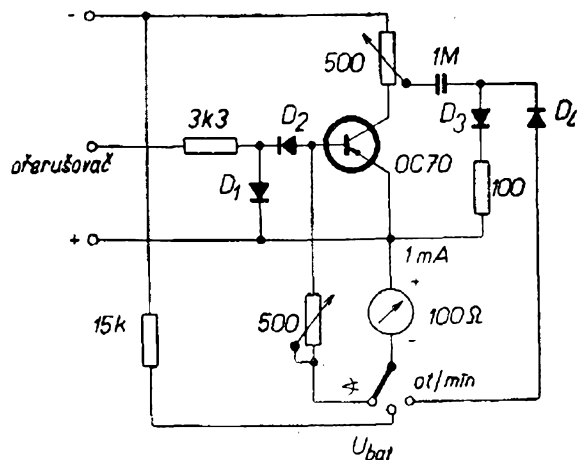 -
500
1M
3k3
D2
D3
D4
OC70
přerušovač
D1
100
+
1 mA
+
15k
500
100Ω
-
∢
ot/min
Ubat